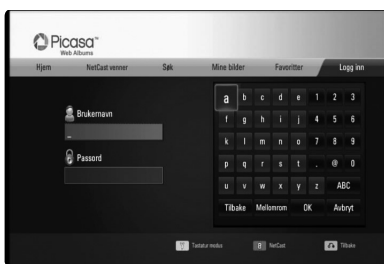 Picasa™
Web Albums
Hjem NetCast venner Søk Mine bilder Favoritter Logg inn
Brukernavn
_
Passord
a b c d e 1 2 3
f g h i j 4 5 6
k l m n o 7 8 9
p q r s t . @ 0
u v w x y z ABC
Tilbake Mellomrom OK Avbryt
Tastatur modus NetCast Tilbake